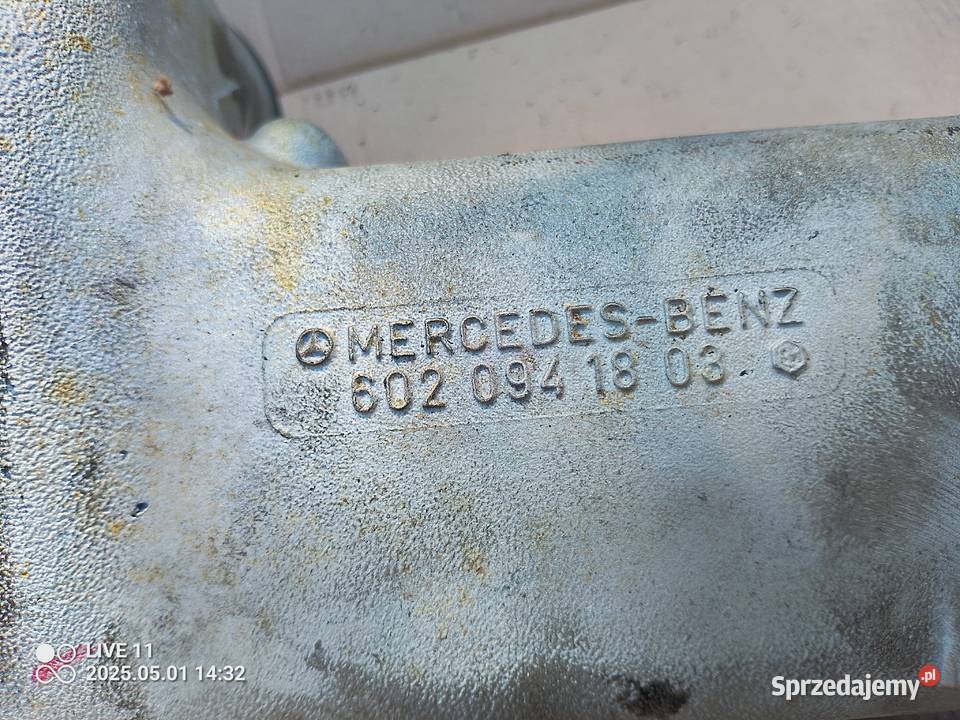 MERCEDES-BENZ
602 094 18 03
LIVE 11
2025.05.01 14:32
Sprzedajemy.pl